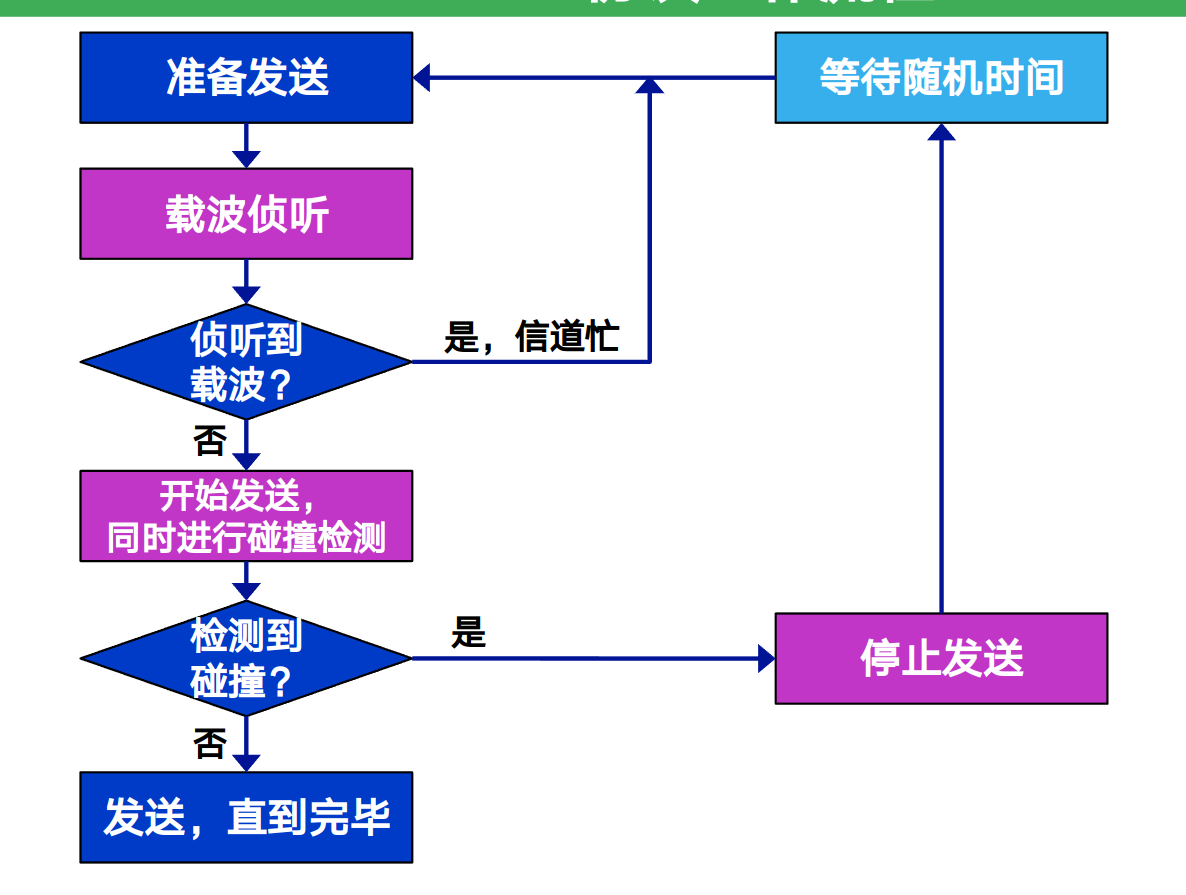 准备发送
等待随机时间
载波侦听
侦听到
载波？
是，信道忙
否
开始发送，
同时进行碰撞检测
检测到
碰撞？
是
停止发送
否
发送，直到完毕